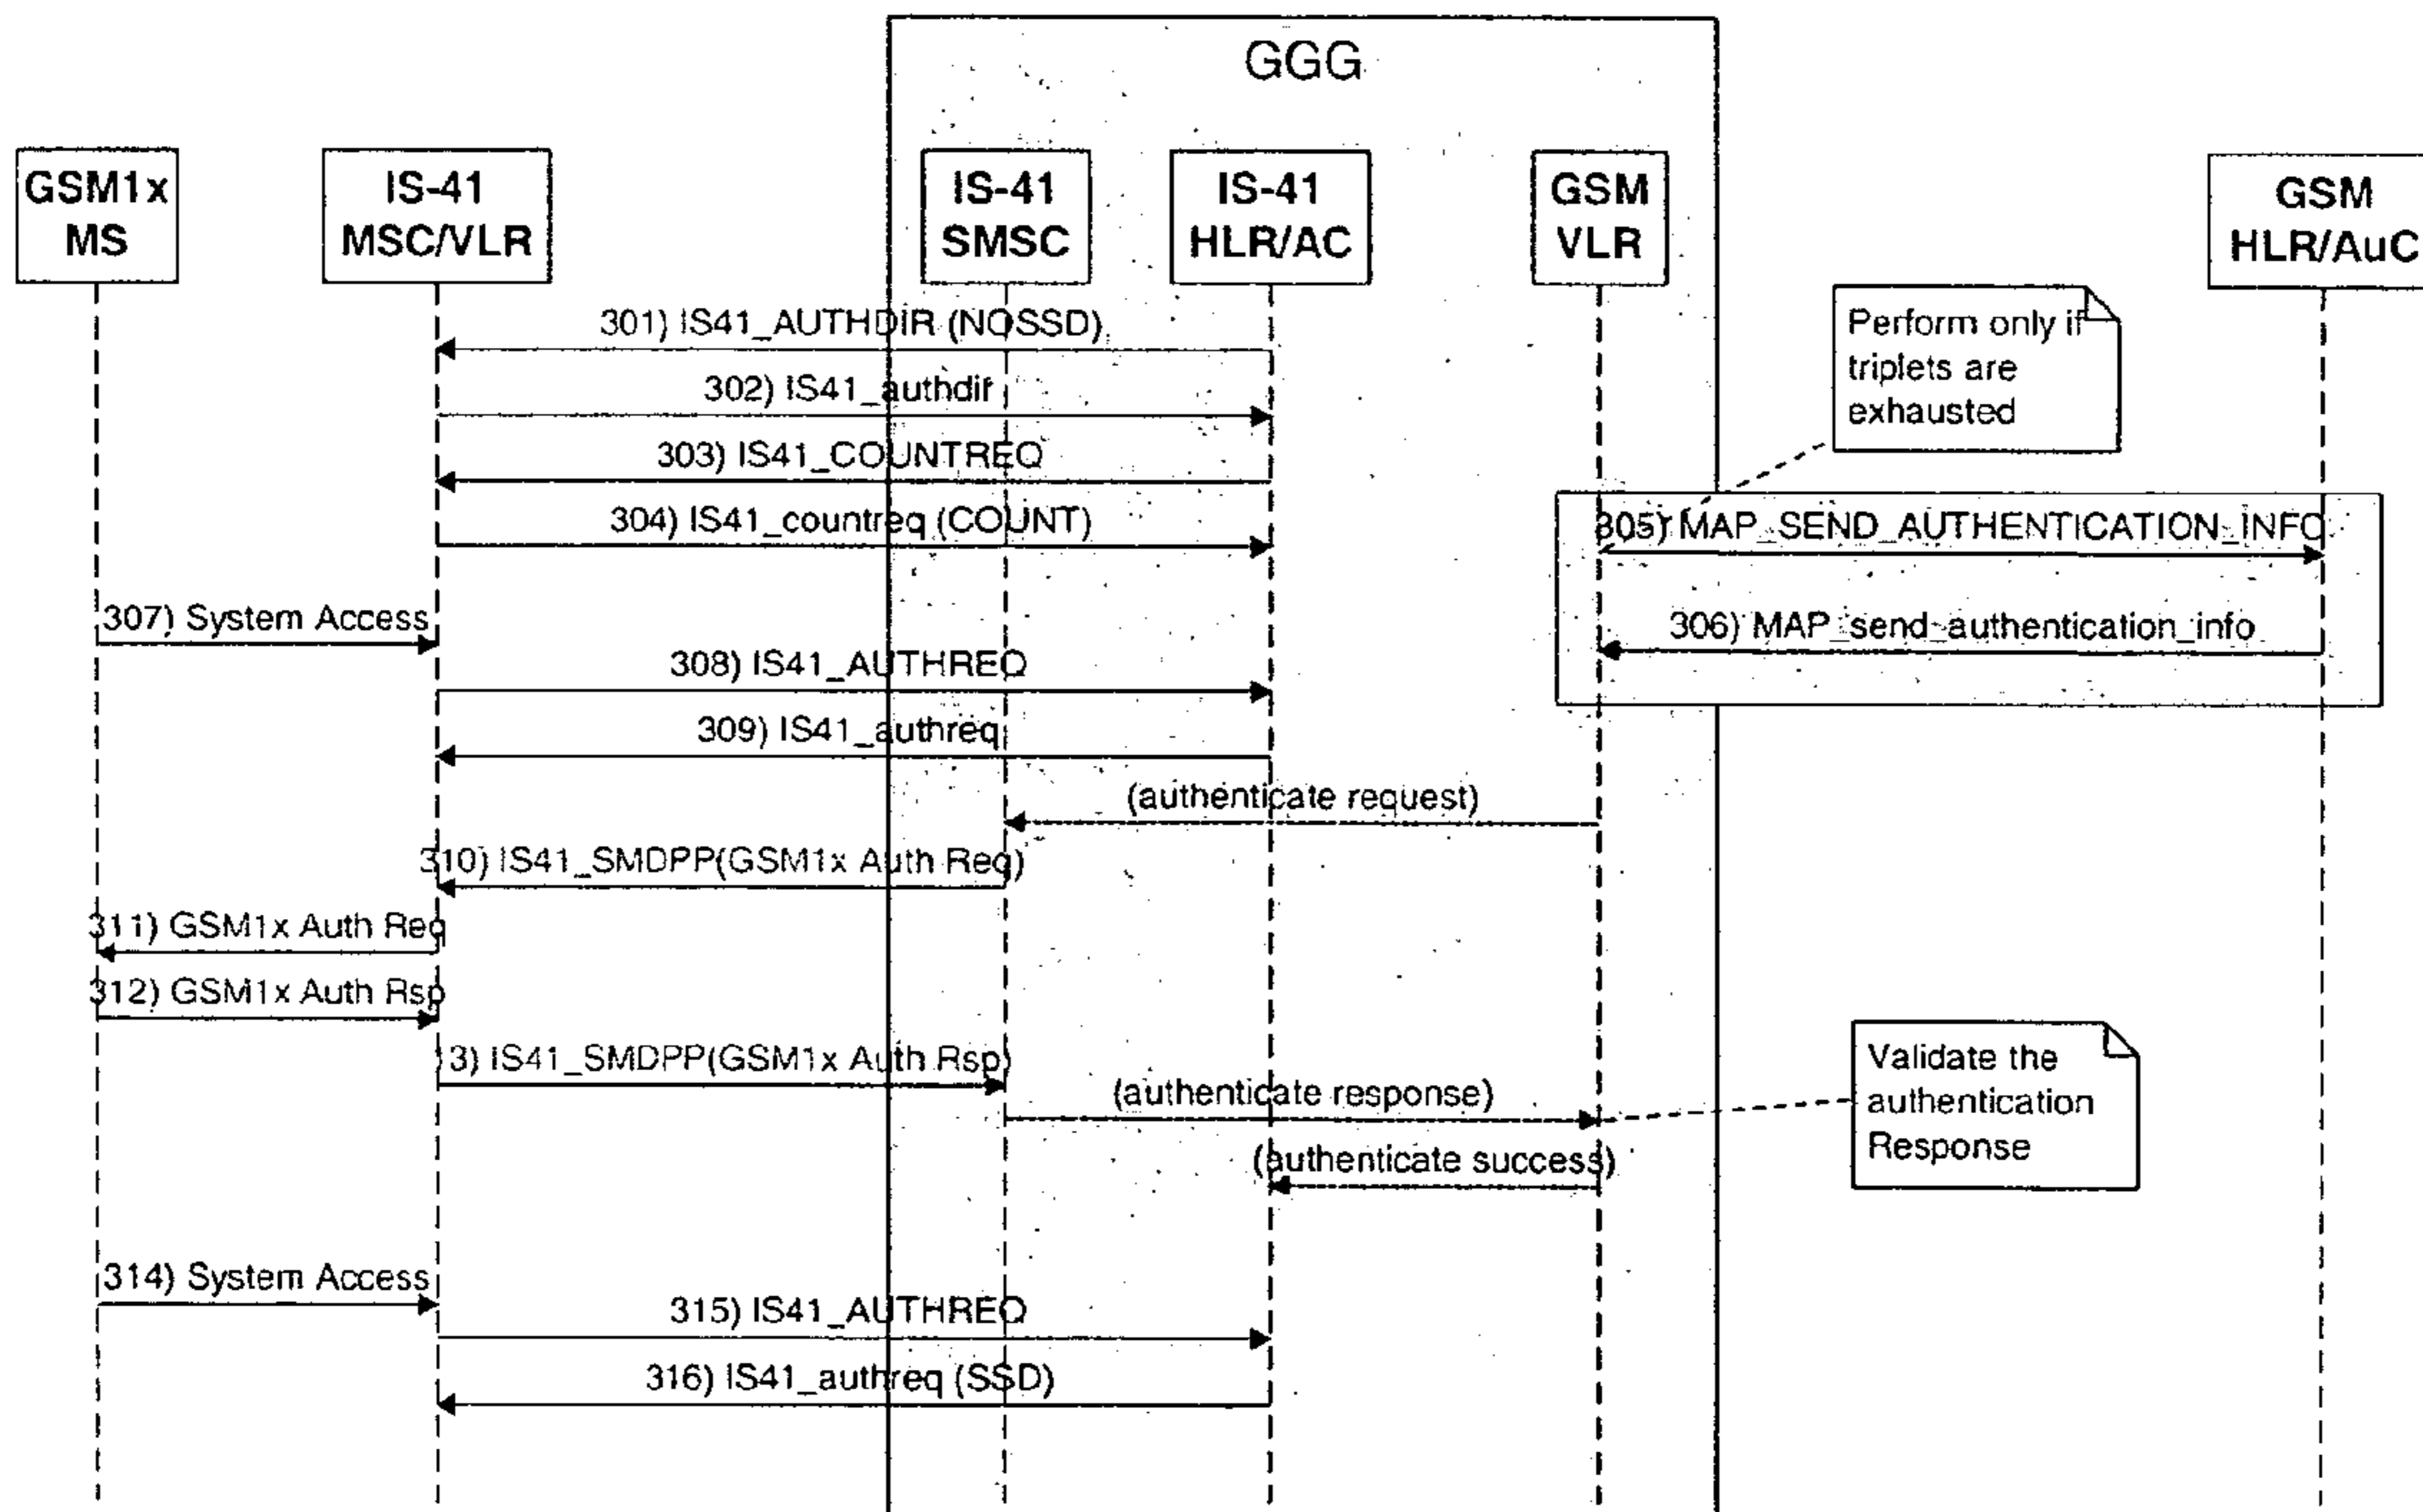 GGG
GSM1x
MS
IS-41
MSC/VLR
IS-41
SMSC
IS-41
HLR/AC
GSM
VLR
GSM
HLR/AuC
301) IS41_AUTHDIR (NOSSD)
302) IS41_authdir
303) IS41_COUNTREQ
304) IS41_countreq (COUNT)
Perform only if
triplets are
exhausted
305) MAP_SEND_AUTHENTICATION_INFO
306) MAP_send_authentication_info
307) System Access
308) IS41_AUTHREQ
309) IS41_authreq
(authenticate request)
310) IS41_SMDPP(GSM1x Auth Req)
311) GSM1x Auth Req
312) GSM1x Auth Rsp
13) IS41_SMDPP(GSM1x Auth Rsp)
(authenticate response)
Validate the
authentication
Response
(authenticate success)
314) System Access
315) IS41_AUTHREQ
316) IS41_authreq (SSD)